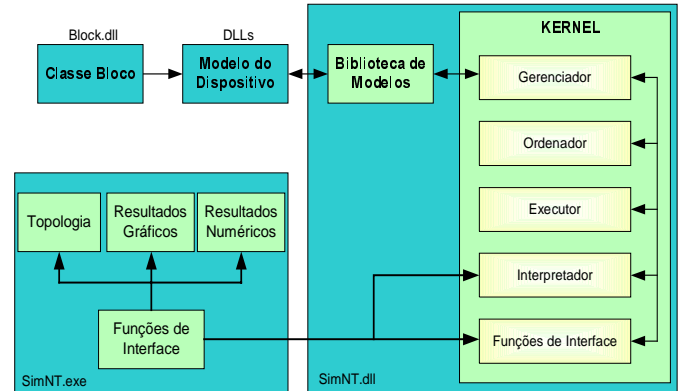 Block.dll
Classe Bloco
DLLs
Modelo do
Dispositivo
Biblioteca de
Modelos
KERNEL
Gerenciador
Ordenador
Executor
Interpretador
Funções de Interface
Topologia
Resultados
Gráficos
Resultados
Numéricos
Funções de
Interface
SimNT.exe
SimNT.dll